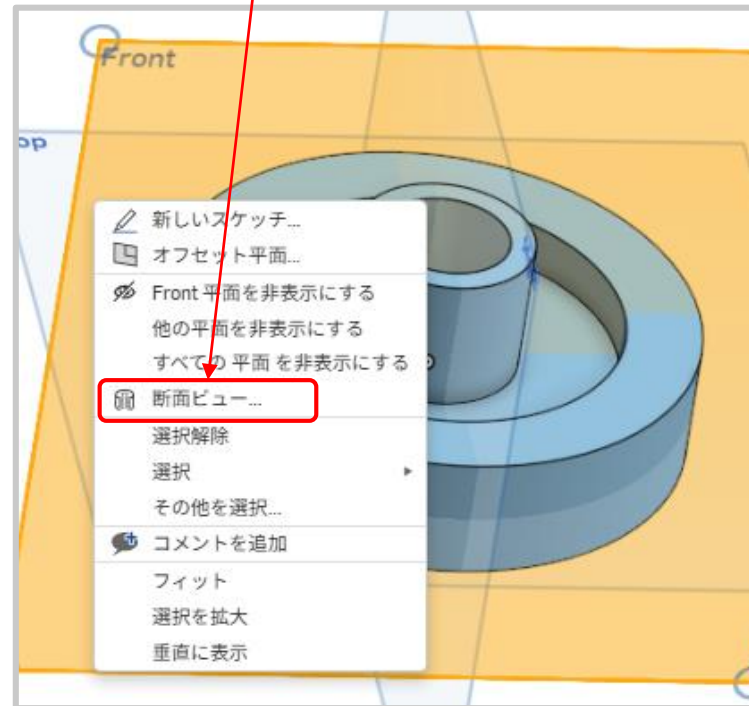 Front
op
新しいスケッチ...
オフセット平面...
Front 平面を非表示にする
他の平面を非表示にする
すべての 平面 を非表示にする
断面ビュー...
選択解除
選択
その他を選択...
コメントを追加
フィット
選択を拡大
垂直に表示